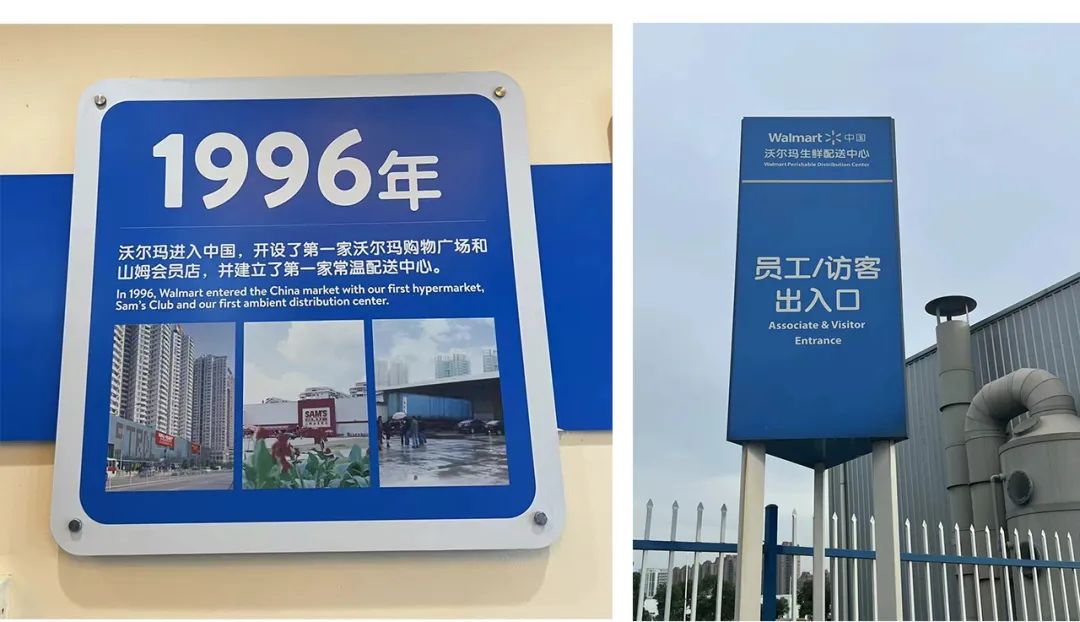 1996年
沃尔玛进入中国，开设了第一家沃尔玛购物广场和
山姆会员店，并建立了第一家常温配送中心。
In 1996, Walmart entered the China market with our first hypermarket,
Sam's Club and our first ambient distribution center.
SAM'S
CLUB
Walmart 中国
沃尔玛生鲜配送中心
Walmart Perishable Distribution Center
员工/访客
出入口
Associate & Visitor
Entrance